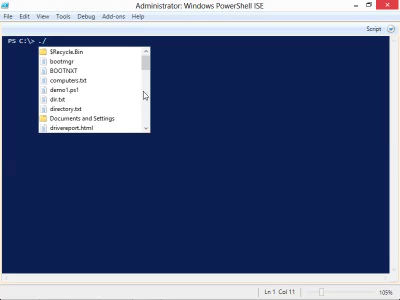 Administrator: Windows PowerShell ISE
File Edit View Tools Debug Add-ons Help
Script
PS C:\> ./
$Recycle.Bin
bootmgr
BOOTNXT
computers.txt
demo1.ps1
dir.txt
directory.txt
Documents and Settings
drivereport.html
Ln 1 Col 11
105%